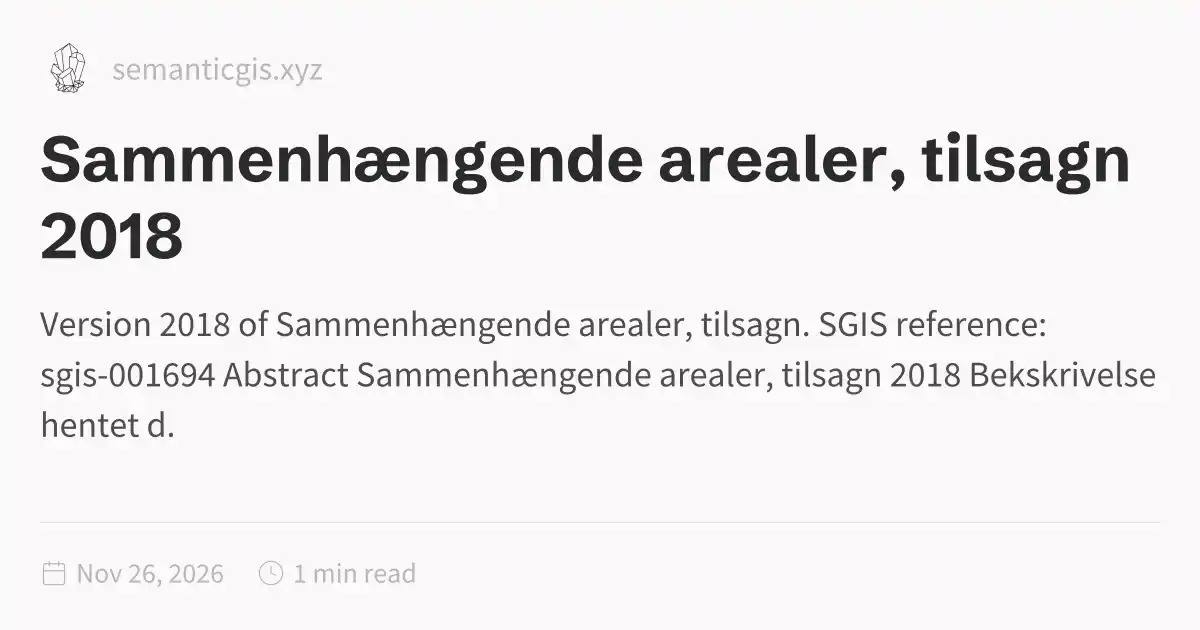 semanticgis.xyz
Sammenhængende arealer, tilsagn
2018
Version 2018 of Sammenhængende arealer, tilsagn. SGIS reference:
sgis-001694 Abstract Sammenhængende arealer, tilsagn 2018 Bekskrivelse
hentet d.
Nov 26, 2026 1 min read